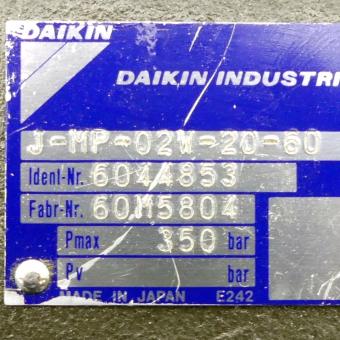 DAIKIN
DAIKIN INDUSTRI
J-MP-02W-20-60
Ident-Nr. 6044853
Fabr-Nr. 60M5804
Pmax 350 bar
Pv bar
MADE IN JAPAN E242